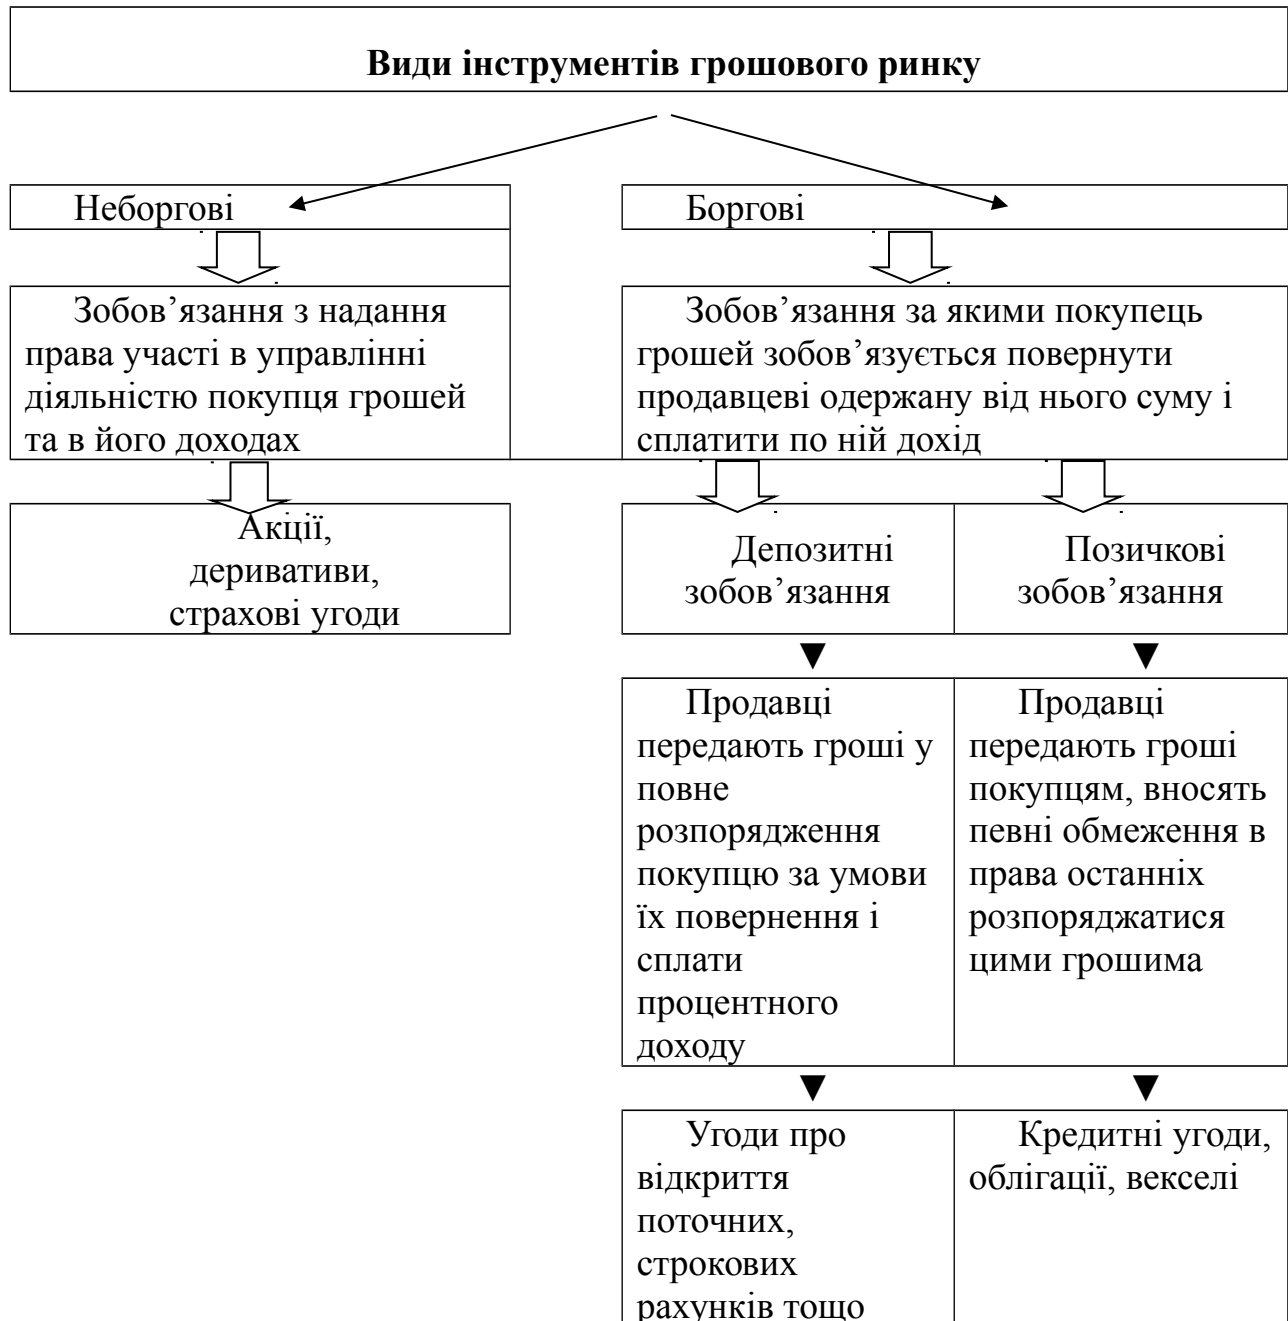 Види інструментів грошового ринку
Неборгові
Боргові
Зобов’язання з надання
права участі в управлінні
діяльністю покупця грошей
та в його доходах
Зобов’язання за якими покупець
грошей зобов’язується повернути
продавцеві одержану від нього суму і
сплатити по ній дохід
Акції,
деривативи,
страхові угоди
Депозитні
зобов’язання
Позичкові
зобов’язання
Продавці
передають гроші у
повне
розпорядження
покупцю за умови
їх повернення і
сплати
процентного
доходу
Продавці
передають гроші
покупцям, вносять
певні обмеження в
права останніх
розпоряджатися
цими грошима
Угоди про
відкриття
поточних,
строкових
рахунків тощо
Кредитні угоди,
облігації, векселі